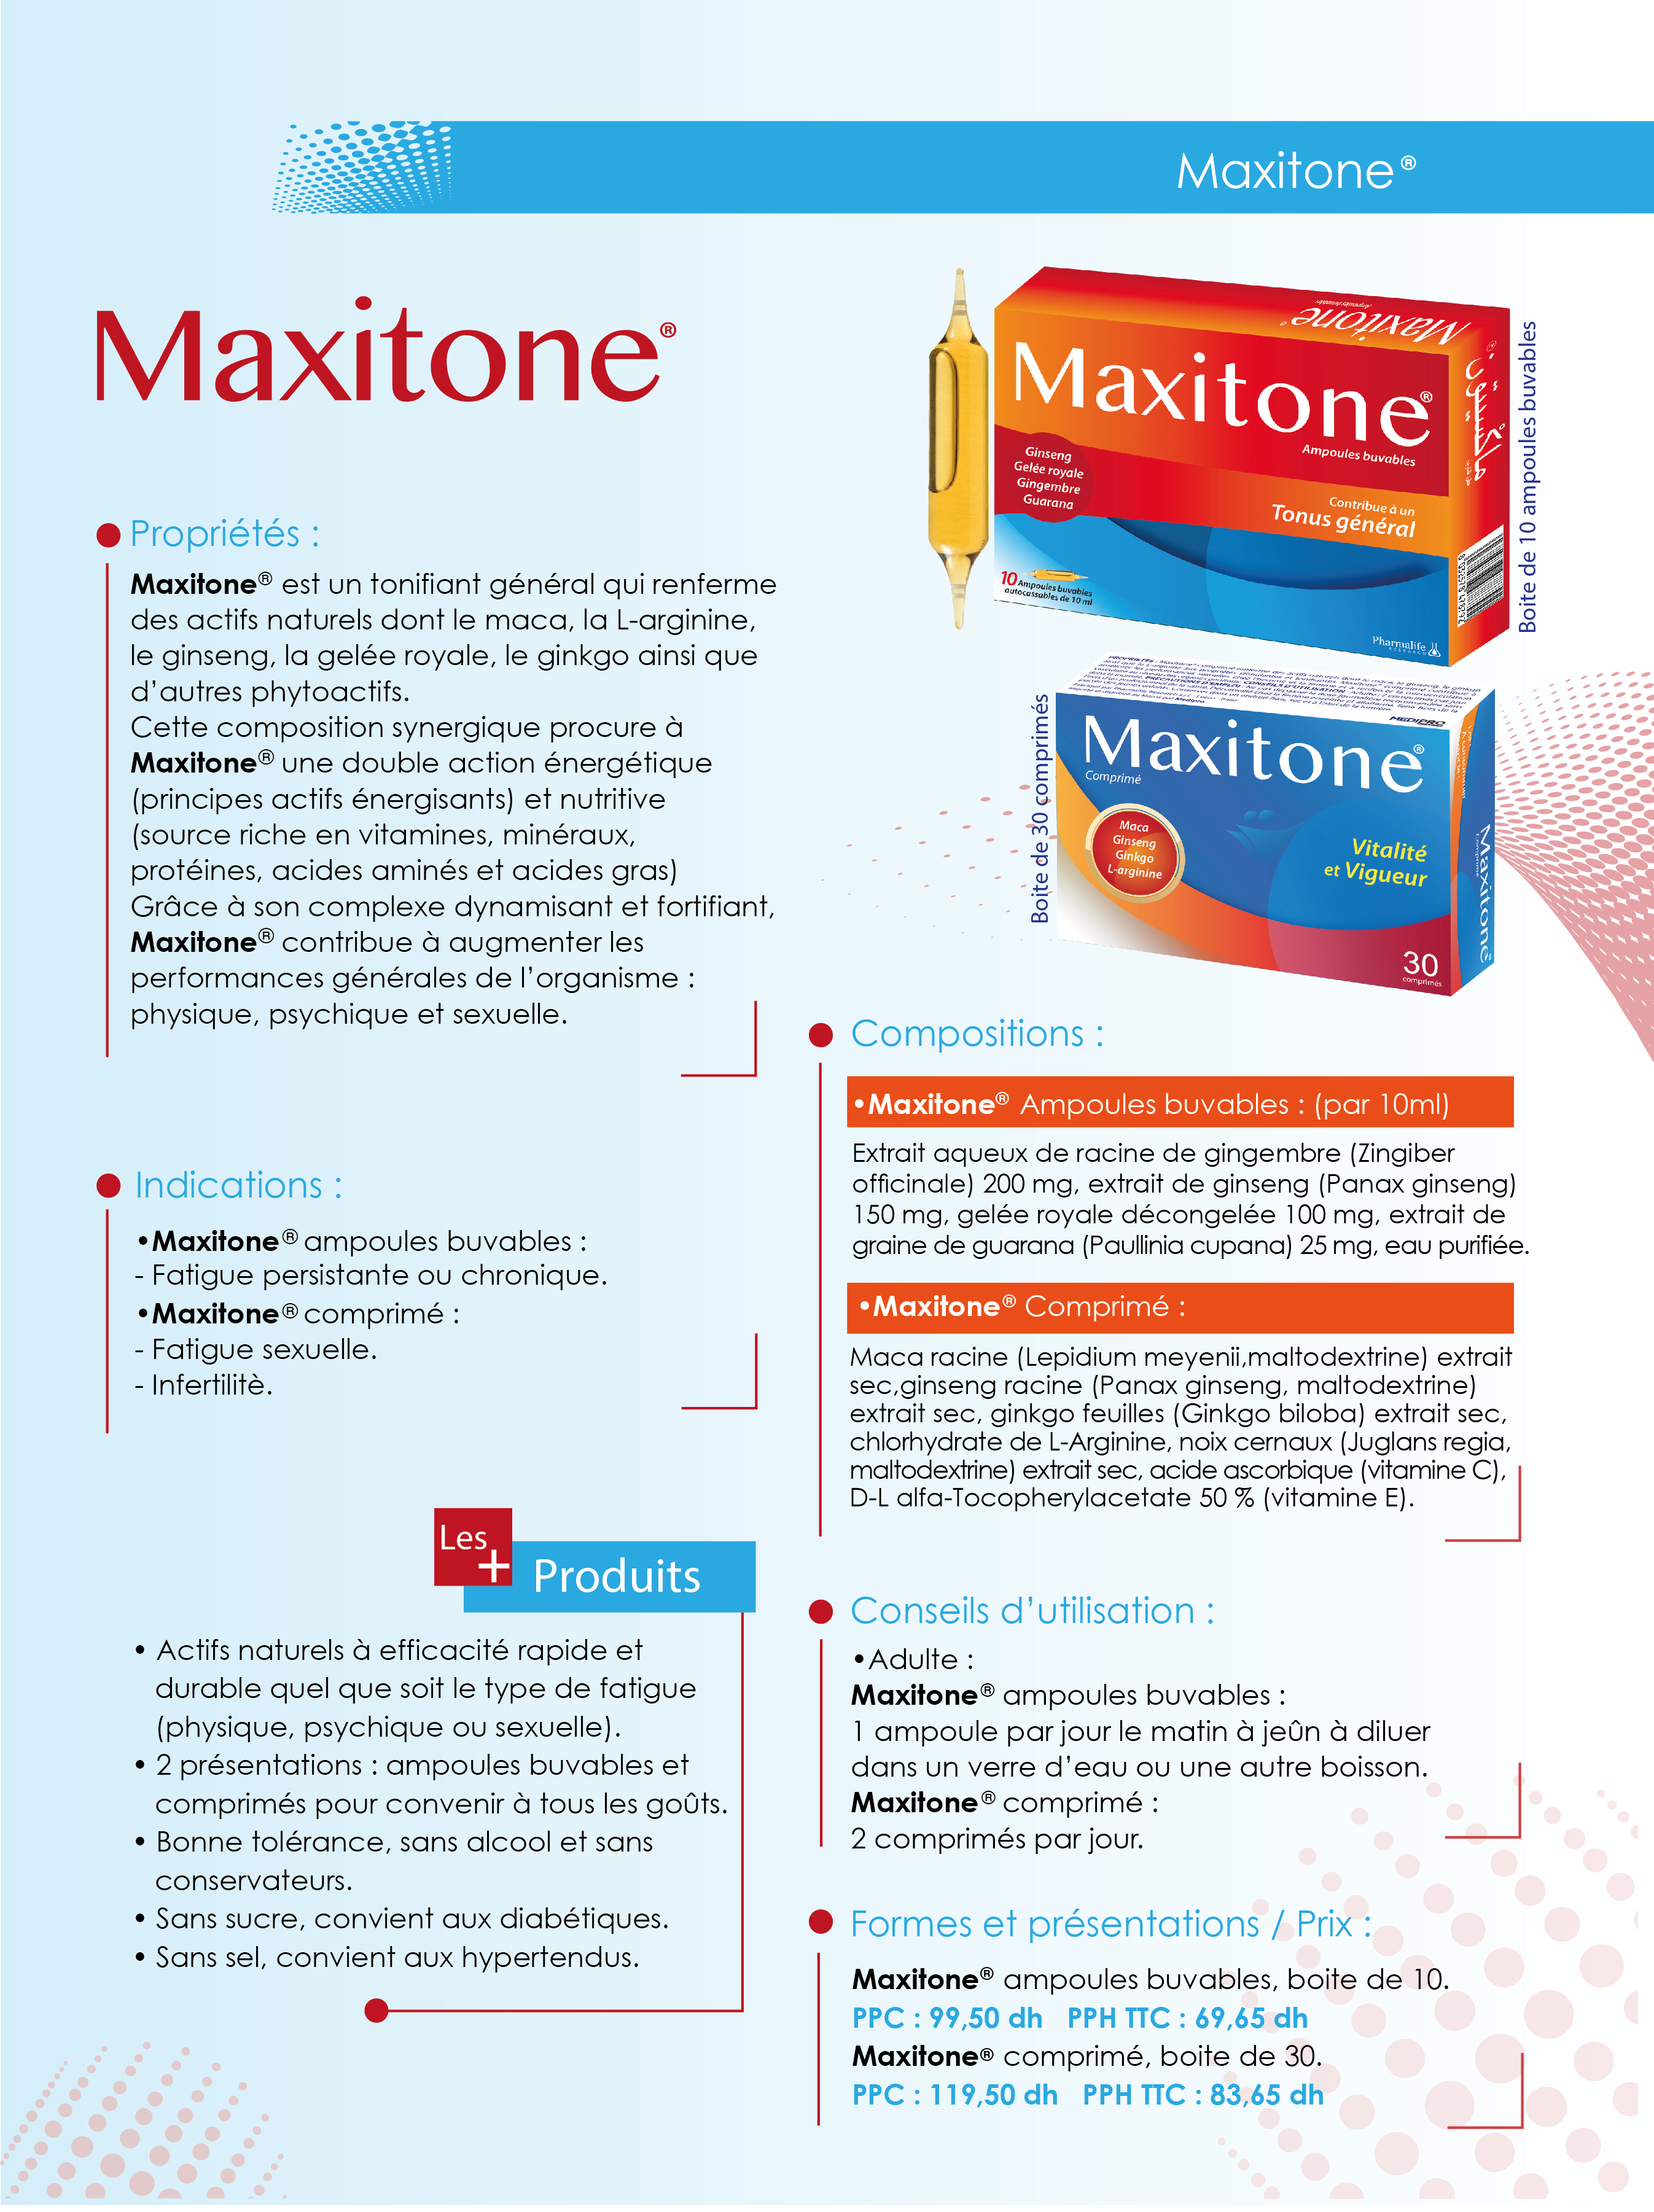 Maxitone®
Maxitone®
Maxitone®
Maxitone®
Ampoules buvables
Ginseng
Gelée royale
Gingembre
Guarana
Contribue à un
Tonus général
10 Ampoules buvables
autocassables de 10 ml
Pharmalife
RESEARCH
Boite de 10 ampoules buvables
MEDIPRO
Maxitone®
Comprimé
Maca
Ginseng
Ginkgo
L-arginine
Vitalité
et Vigueur
30
comprimés
Maxitone®
Comprimé
Boite de 30 comprimés
Propriétés :
Maxitone® est un tonifiant général qui renferme
des actifs naturels dont le maca, la L-arginine,
le ginseng, la gelée royale, le ginkgo ainsi que
d’autres phytoactifs.
Cette composition synergique procure à
Maxitone® une double action énergétique
(principes actifs énergisants) et nutritive
(source riche en vitamines, minéraux,
protéines, acides aminés et acides gras)
Grâce à son complexe dynamisant et fortifiant,
Maxitone® contribue à augmenter les
performances générales de l’organisme :
physique, psychique et sexuelle.
Indications :
•Maxitone® ampoules buvables :
- Fatigue persistante ou chronique.
•Maxitone® comprimé :
- Fatigue sexuelle.
- Infertilitè.
Les +
Produits
• Actifs naturels à efficacité rapide et
durable quel que soit le type de fatigue
(physique, psychique ou sexuelle).
• 2 présentations : ampoules buvables et
comprimés pour convenir à tous les goûts.
• Bonne tolérance, sans alcool et sans
conservateurs.
• Sans sucre, convient aux diabétiques.
• Sans sel, convient aux hypertendus.
Compositions :
•Maxitone® Ampoules buvables : (par 10ml)
Extrait aqueux de racine de gingembre (Zingiber
officinale) 200 mg, extrait de ginseng (Panax ginseng)
150 mg, gelée royale décongelée 100 mg, extrait de
graine de guarana (Paullinia cupana) 25 mg, eau purifiée.
•Maxitone® Comprimé :
Maca racine (Lepidium meyenii,maltodextrine) extrait
sec,ginseng racine (Panax ginseng, maltodextrine)
extrait sec, ginkgo feuilles (Ginkgo biloba) extrait sec,
chlorhydrate de L-Arginine, noix cernaux (Juglans regia,
maltodextrine) extrait sec, acide ascorbique (vitamine C),
D-L alfa-Tocopherylacetate 50 % (vitamine E).
Conseils d’utilisation :
•Adulte :
Maxitone® ampoules buvables :
1 ampoule par jour le matin à jeûn à diluer
dans un verre d’eau ou une autre boisson.
Maxitone® comprimé :
2 comprimés par jour.
Formes et présentations / Prix :
Maxitone® ampoules buvables, boite de 10.
PPC : 99,50 dh PPH TTC : 69,65 dh
Maxitone® comprimé, boite de 30.
PPC : 119,50 dh PPH TTC : 83,65 dh